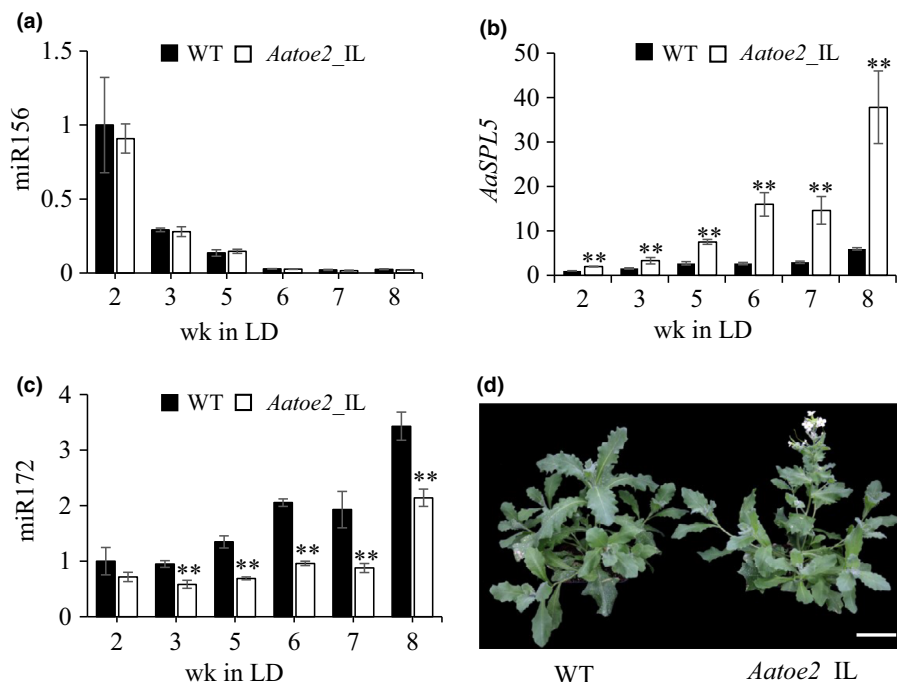 (a)
WT Aatoe2_IL
miR156
1.5
1
0.5
0
2 3 5 6 7 8
wk in LD
(b)
WT Aatoe2_IL
AaSPL5
50
40
30
20
10
0
** ** ** ** ** **
2 3 5 6 7 8
wk in LD
(c)
WT Aatoe2_IL
miR172
4
3
2
1
0
** ** ** ** **
2 3 5 6 7 8
wk in LD
(d)
WT Aatoe2 IL